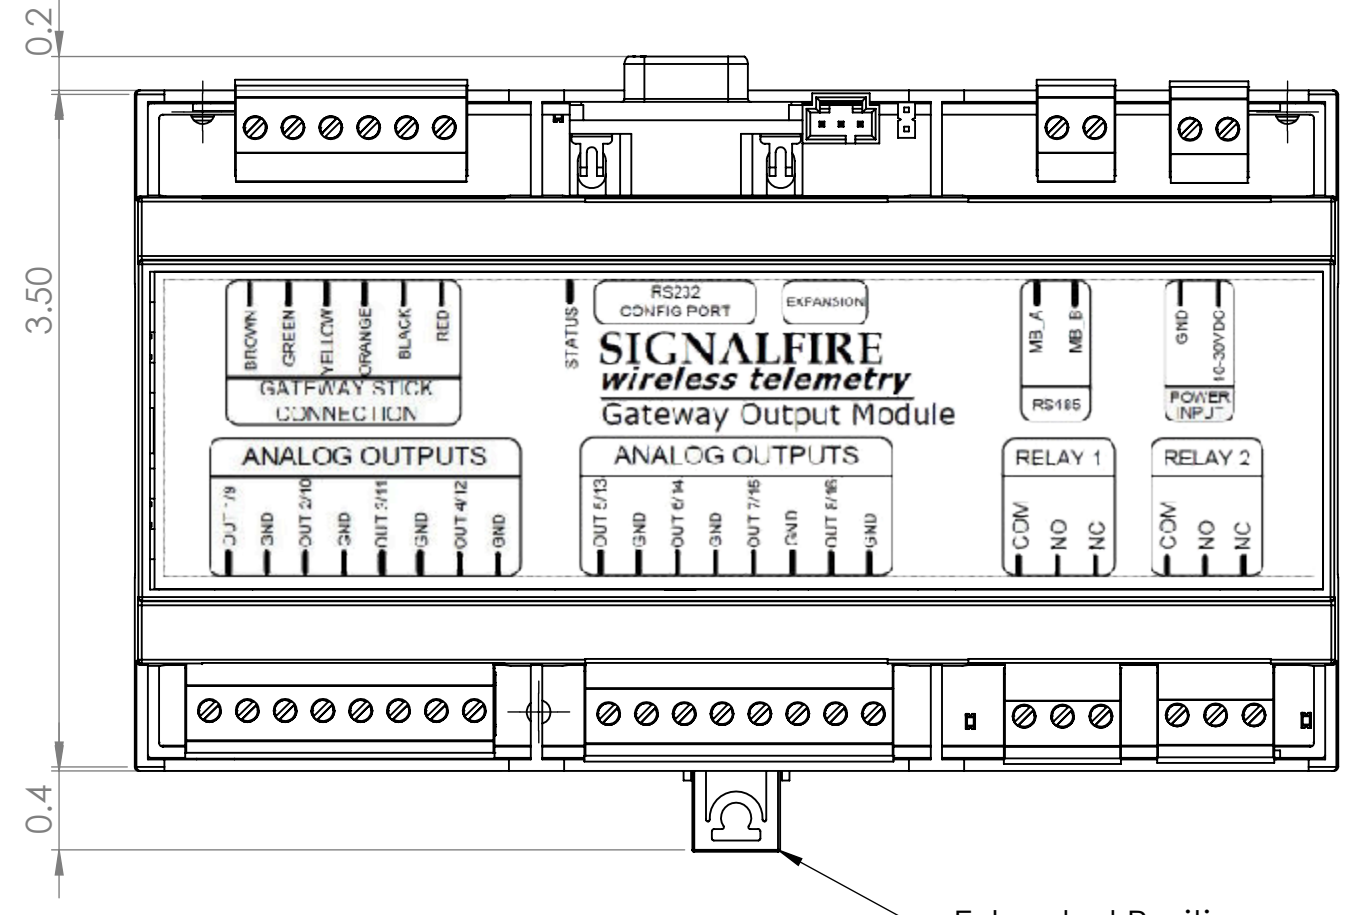 0.2
3.50
0.4
BROWN
GREEN
YELLOW
ORANGE
BLACK
RED
GATEWAY STICK
CONNECTION
STATUS
RS232
CONFIG PORT
EXPANSION
SIGNALFIRE
wireless telemetry
Gateway Output Module
MB_A
MB_B
RS485
GND
10-30VDC
POWER
INPUT
ANALOG OUTPUTS
OUT 1/9
GND
OUT 2/10
GND
OUT 3/11
GND
OUT 4/12
GND
ANALOG OUTPUTS
OUT 5/13
GND
OUT 6/14
GND
OUT 7/15
GND
OUT 8/16
GND
RELAY 1
COM
NO
NC
RELAY 2
COM
NO
NC